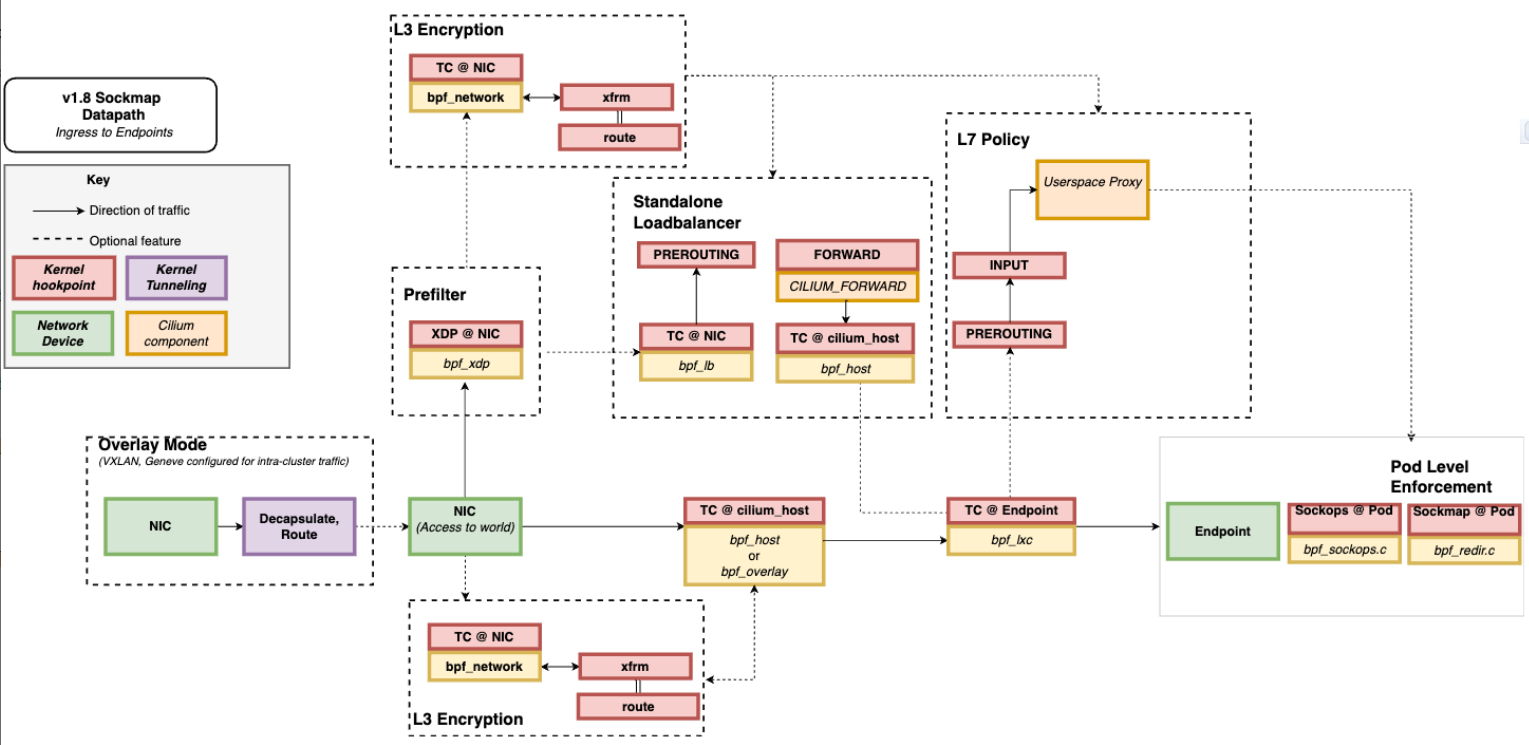 v1.8 Sockmap
Datapath
Ingress to Endpoints
Key
Direction of traffic
Optional feature
Kernel
hookpoint
Kernel
Tunneling
Network
Device
Cilium
component
L3 Encryption
TC @ NIC
bpf_network
xfrm
route
Prefilter
XDP @ NIC
bpf_xdp
Standalone
Loadbalancer
PREROUTING
TC @ NIC
bpf_lb
FORWARD
CILIUM_FORWARD
TC @ cilium_host
bpf_host
L7 Policy
Userspace Proxy
INPUT
PREROUTING
Overlay Mode
(VXLAN, Geneve configured for intra-cluster traffic)
NIC
Decapsulate,
Route
NIC
(Access to world)
TC @ cilium_host
bpf_host
or
bpf_overlay
TC @ Endpoint
bpf_lxc
Pod Level
Enforcement
Endpoint
Sockops @ Pod
bpf_sockops.c
Sockmap @ Pod
bpf_redir.c
TC @ NIC
bpf_network
xfrm
route
L3 Encryption